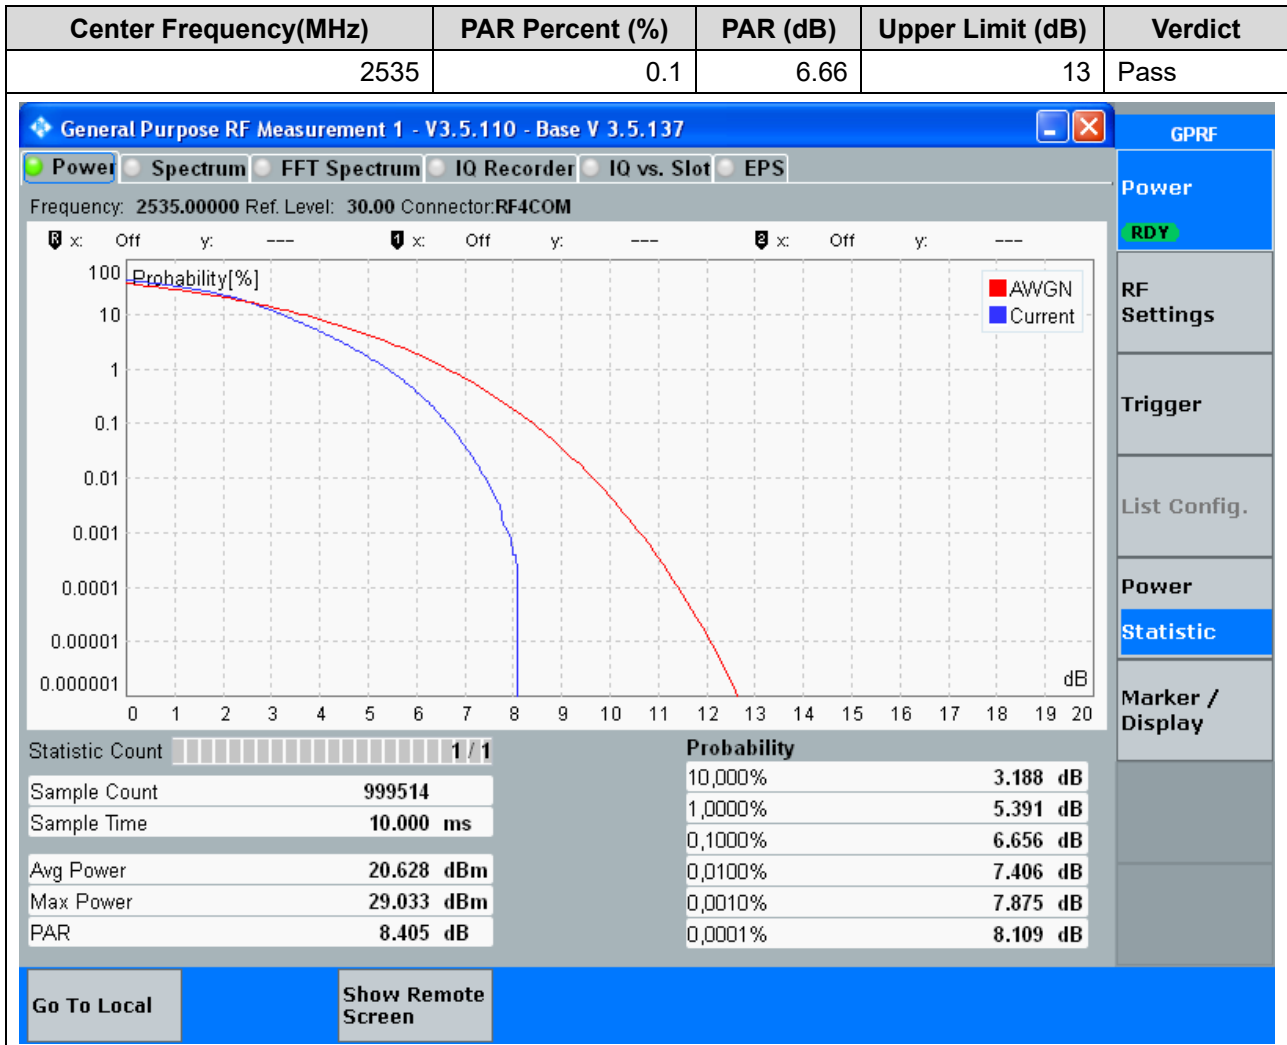 Center Frequency(MHz) PAR Percent (%) PAR (dB) Upper Limit (dB) Verdict
2535 0.1 6.66 13 Pass
General Purpose RF Measurement 1 - V3.5.110 - Base V 3.5.137
GPRF
Power Spectrum FFT Spectrum IQ Recorder IQ vs. Slot EPS
Power
RDY
Frequency: 2535.00000 Ref. Level: 30.00 Connector:RF4COM
R x: Off y: --- 1 x: Off y: --- 2 x: Off y: ---
Probability[%]
AWGN
Current
100
10
1
0.1
0.01
0.001
0.0001
0.00001
0.000001
dB
0 1 2 3 4 5 6 7 8 9 10 11 12 13 14 15 16 17 18 19 20
RF
Settings
Trigger
List Config.
Power
Statistic
Marker /
Display
Statistic Count 1 / 1
Sample Count 999514
Sample Time 10.000 ms
Avg Power 20.628 dBm
Max Power 29.033 dBm
PAR 8.405 dB
Probability
10,000% 3.188 dB
1,0000% 5.391 dB
0,1000% 6.656 dB
0,0100% 7.406 dB
0,0010% 7.875 dB
0,0001% 8.109 dB
Go To Local
Show Remote
Screen